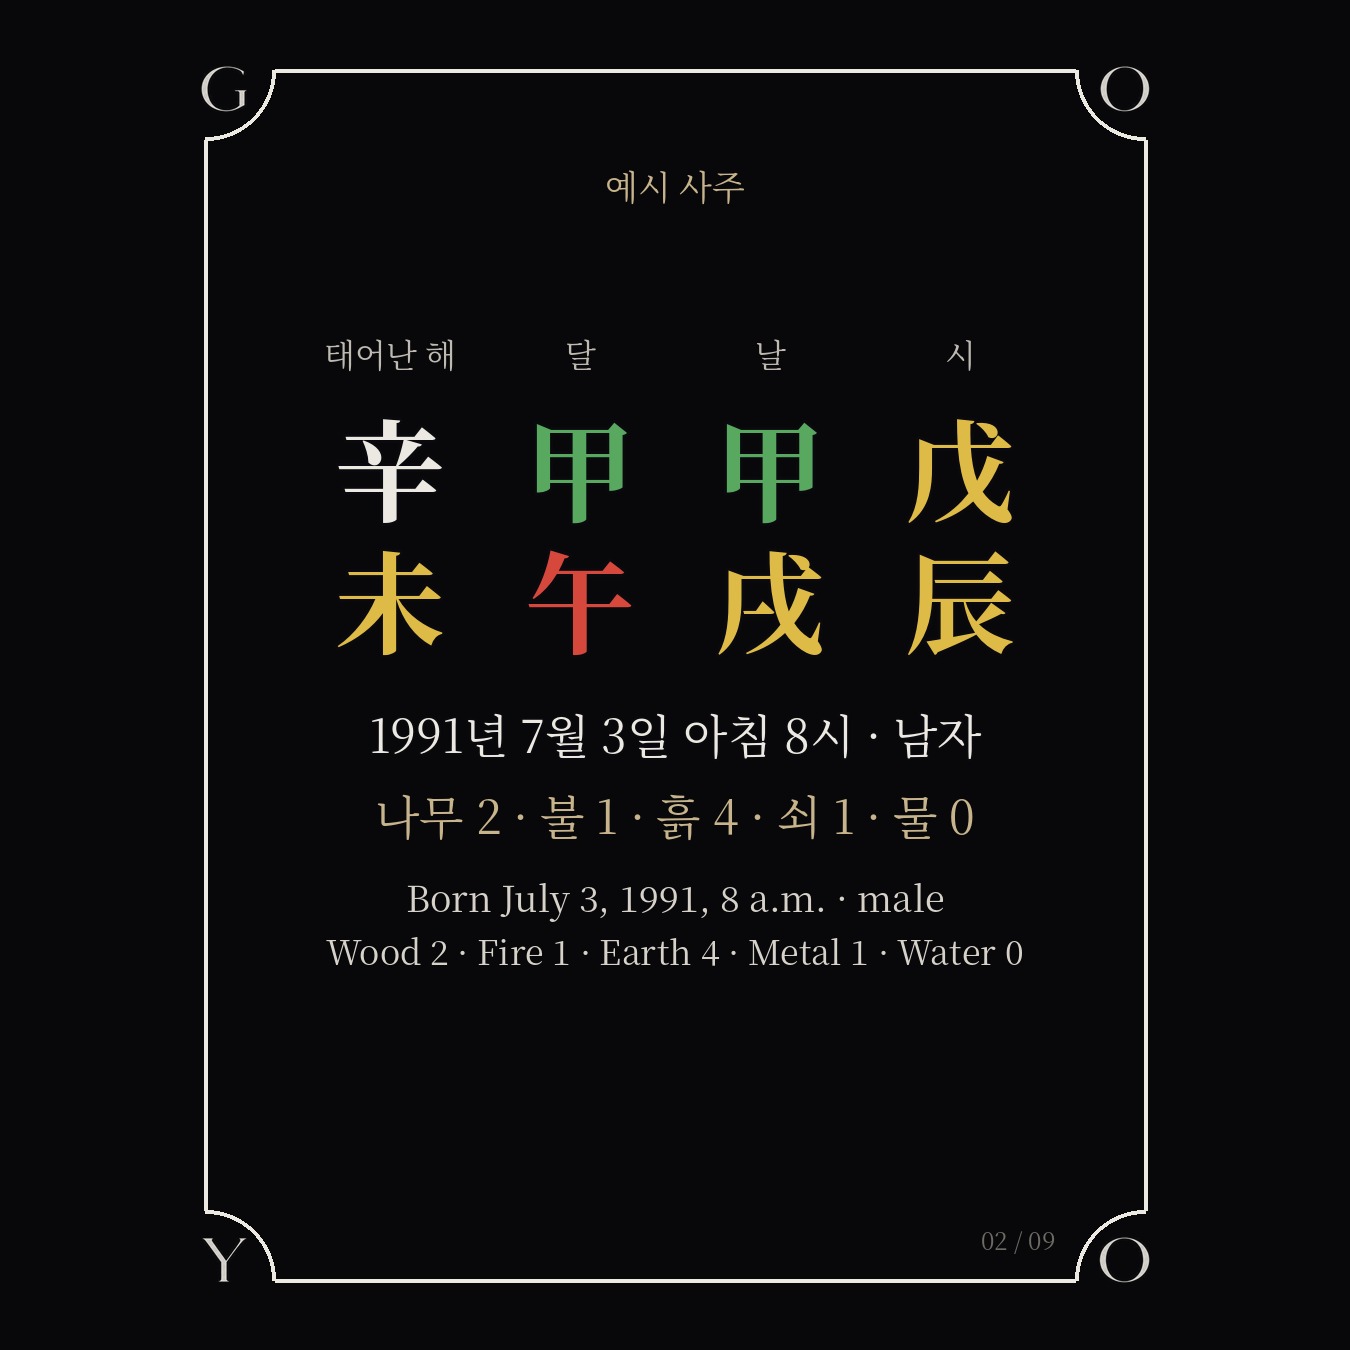 G O
예시 사주
태어난 해 달 날 시
辛 甲 甲 戊
未 午 戌 辰
1991년 7월 3일 아침 8시 · 남자
나무 2 · 불 1 · 흙 4 · 쇠 1 · 물 0
Born July 3, 1991, 8 a.m. · male
Wood 2 · Fire 1 · Earth 4 · Metal 1 · Water 0
02 / 09
Y O